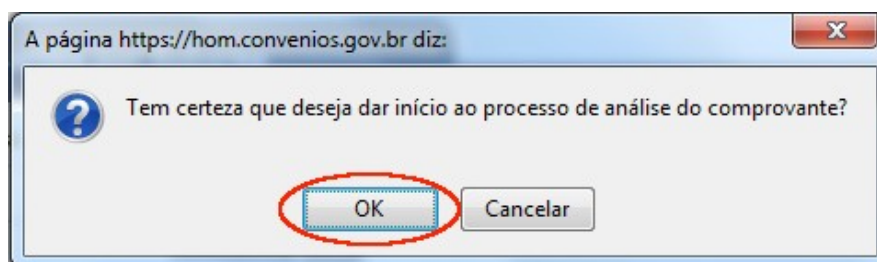 A página https://hom.convenios.gov.br diz:
Tem certeza que deseja dar início ao processo de análise do comprovante?
OK
Cancelar